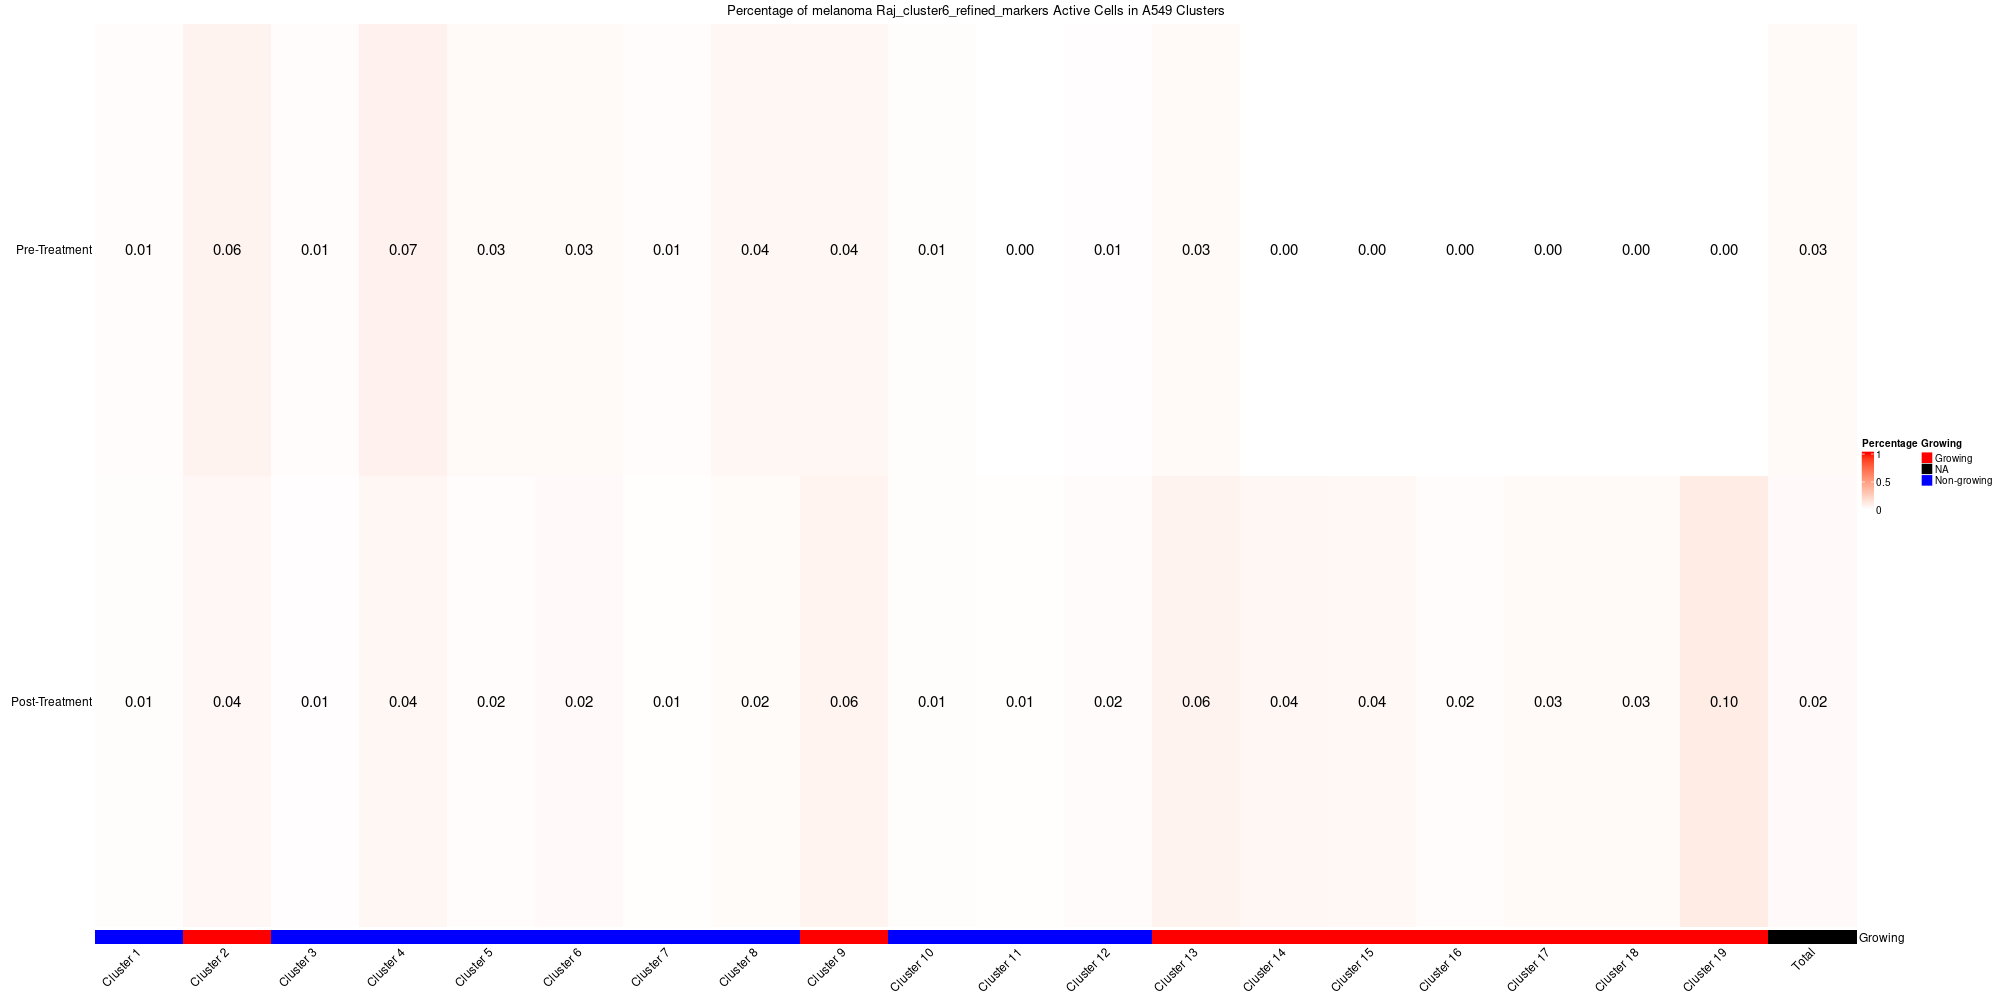 Percentage of melanoma Raj_cluster6_refined_markers Active Cells in A549 Clusters
Pre-Treatment 0.01 0.06 0.01 0.07 0.03 0.03 0.01 0.04 0.04 0.01 0.00 0.01 0.03 0.00 0.00 0.00 0.00 0.00 0.00 0.03
Percentage Growing
1 Growing
NA
0.5 Non-growing
0
Post-Treatment 0.01 0.04 0.01 0.04 0.02 0.02 0.01 0.02 0.06 0.01 0.01 0.02 0.06 0.04 0.04 0.02 0.03 0.03 0.10 0.02
Growing
Cluster 1 Cluster 2 Cluster 3 Cluster 4 Cluster 5 Cluster 6 Cluster 7 Cluster 8 Cluster 9 Cluster 10 Cluster 11 Cluster 12 Cluster 13 Cluster 14 Cluster 15 Cluster 16 Cluster 17 Cluster 18 Cluster 19 Total